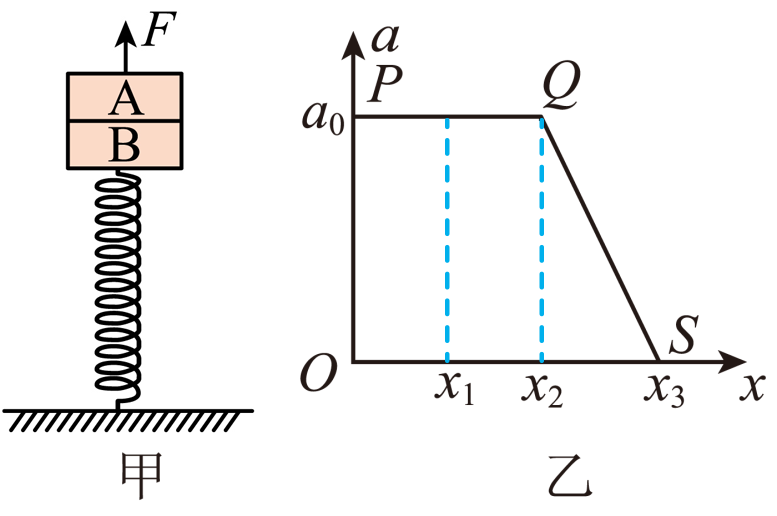 F
A
B
甲
a
P
Q
a₀
S
O
x₁
x₂
x₃
x
乙